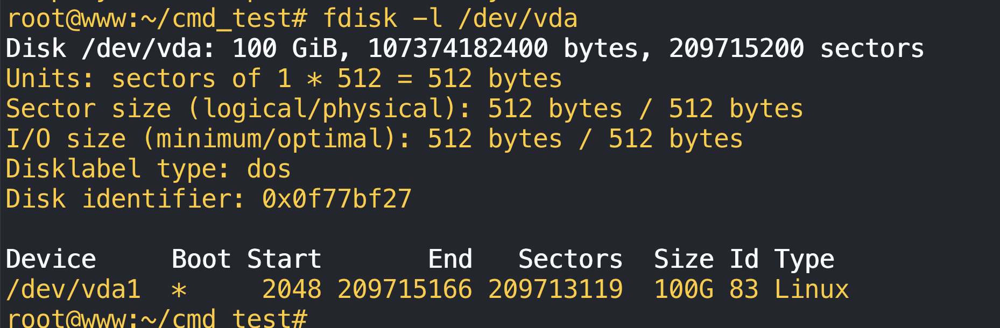 root@www:~/cmd_test# fdisk -l /dev/vda
Disk /dev/vda: 100 GiB, 107374182400 bytes, 209715200 sectors
Units: sectors of 1 * 512 = 512 bytes
Sector size (logical/physical): 512 bytes / 512 bytes
I/O size (minimum/optimal): 512 bytes / 512 bytes
Disklabel type: dos
Disk identifier: 0x0f77bf27

Device     Boot Start       End   Sectors  Size Id Type
/dev/vda1  *     2048 209715166 209713119  100G 83 Linux
root@www:~/cmd_test#